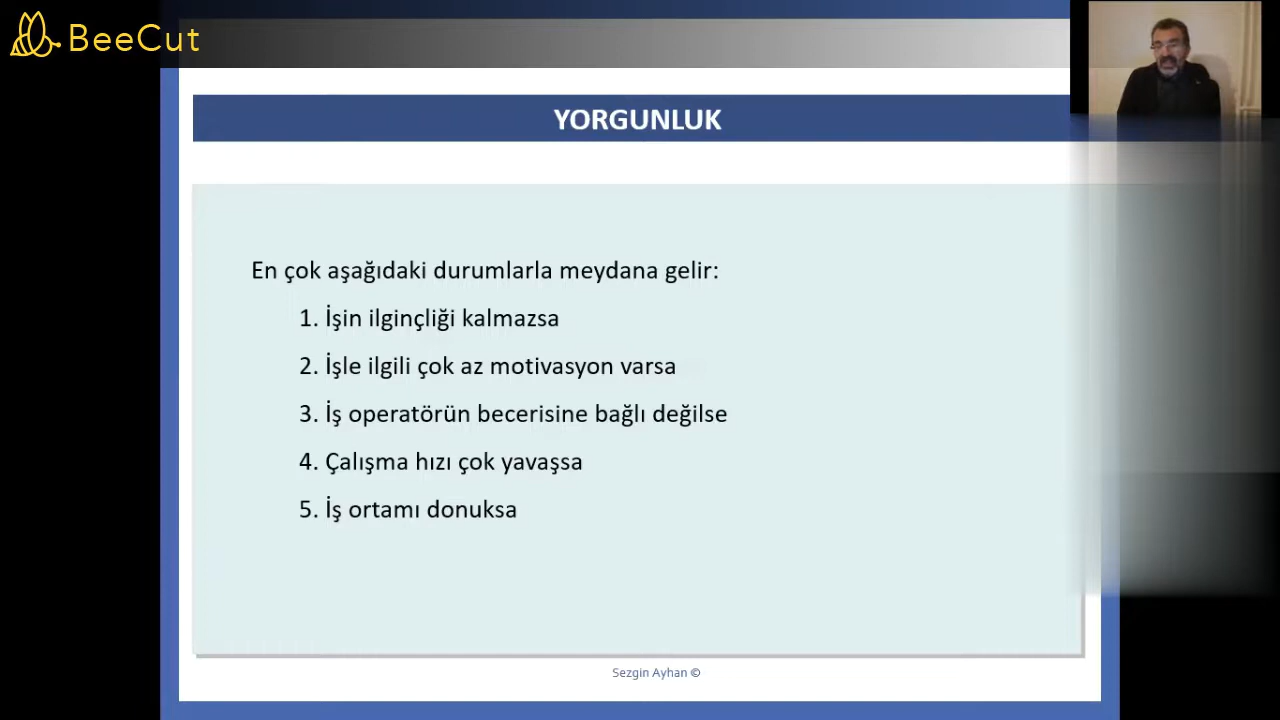 BeeCut
YORGUNLUK
En çok aşağıdaki durumlarla meydana gelir:
1. İşin ilginçliği kalmazsa
2. İşle ilgili çok az motivasyon varsa
3. İş operatörün becerisine bağlı değilse
4. Çalışma hızı çok yavaşsa
5. İş ortamı donuksa
Sezgin Ayhan ©